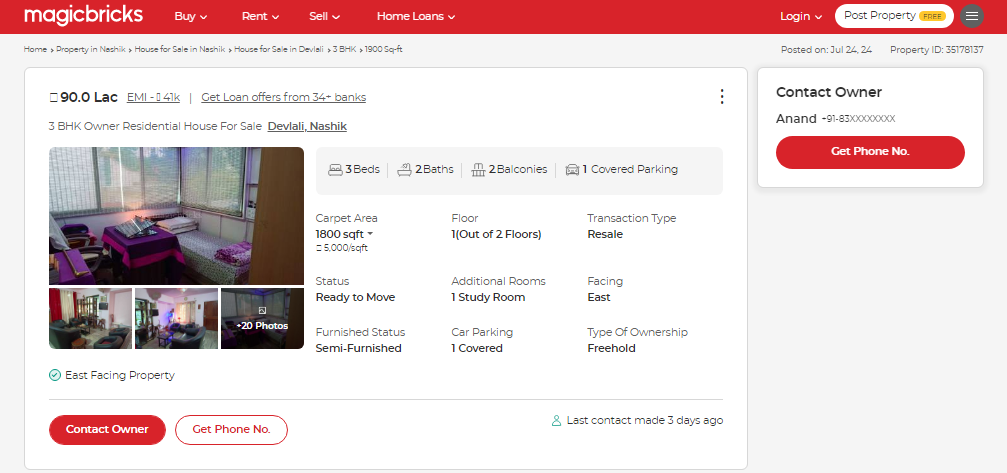 magicbricks Buy Rent Sell Home Loans Login Post Property FREE
Home > Property in Nashik > House for Sale in Nashik > House for Sale in Devlali > 3 BHK > 1900 Sq-ft Posted on: Jul 24, 24 Property ID: 35178137
90.0 Lac EMI - 41k | Get Loan offers from 34+ banks
3 BHK Owner Residential House For Sale Devlali, Nashik
3 Beds 2 Baths 2 Balconies 1 Covered Parking
Carpet Area Floor Transaction Type
1800 sqft 1(Out of 2 Floors) Resale
5,000/sqft
Status Additional Rooms Facing
Ready to Move 1 Study Room East
+20 Photos
Furnished Status Car Parking Type Of Ownership
Semi-Furnished 1 Covered Freehold
East Facing Property
Contact Owner Get Phone No. Last contact made 3 days ago
Contact Owner
Anand +91-83XXXXXXXX
Get Phone No.